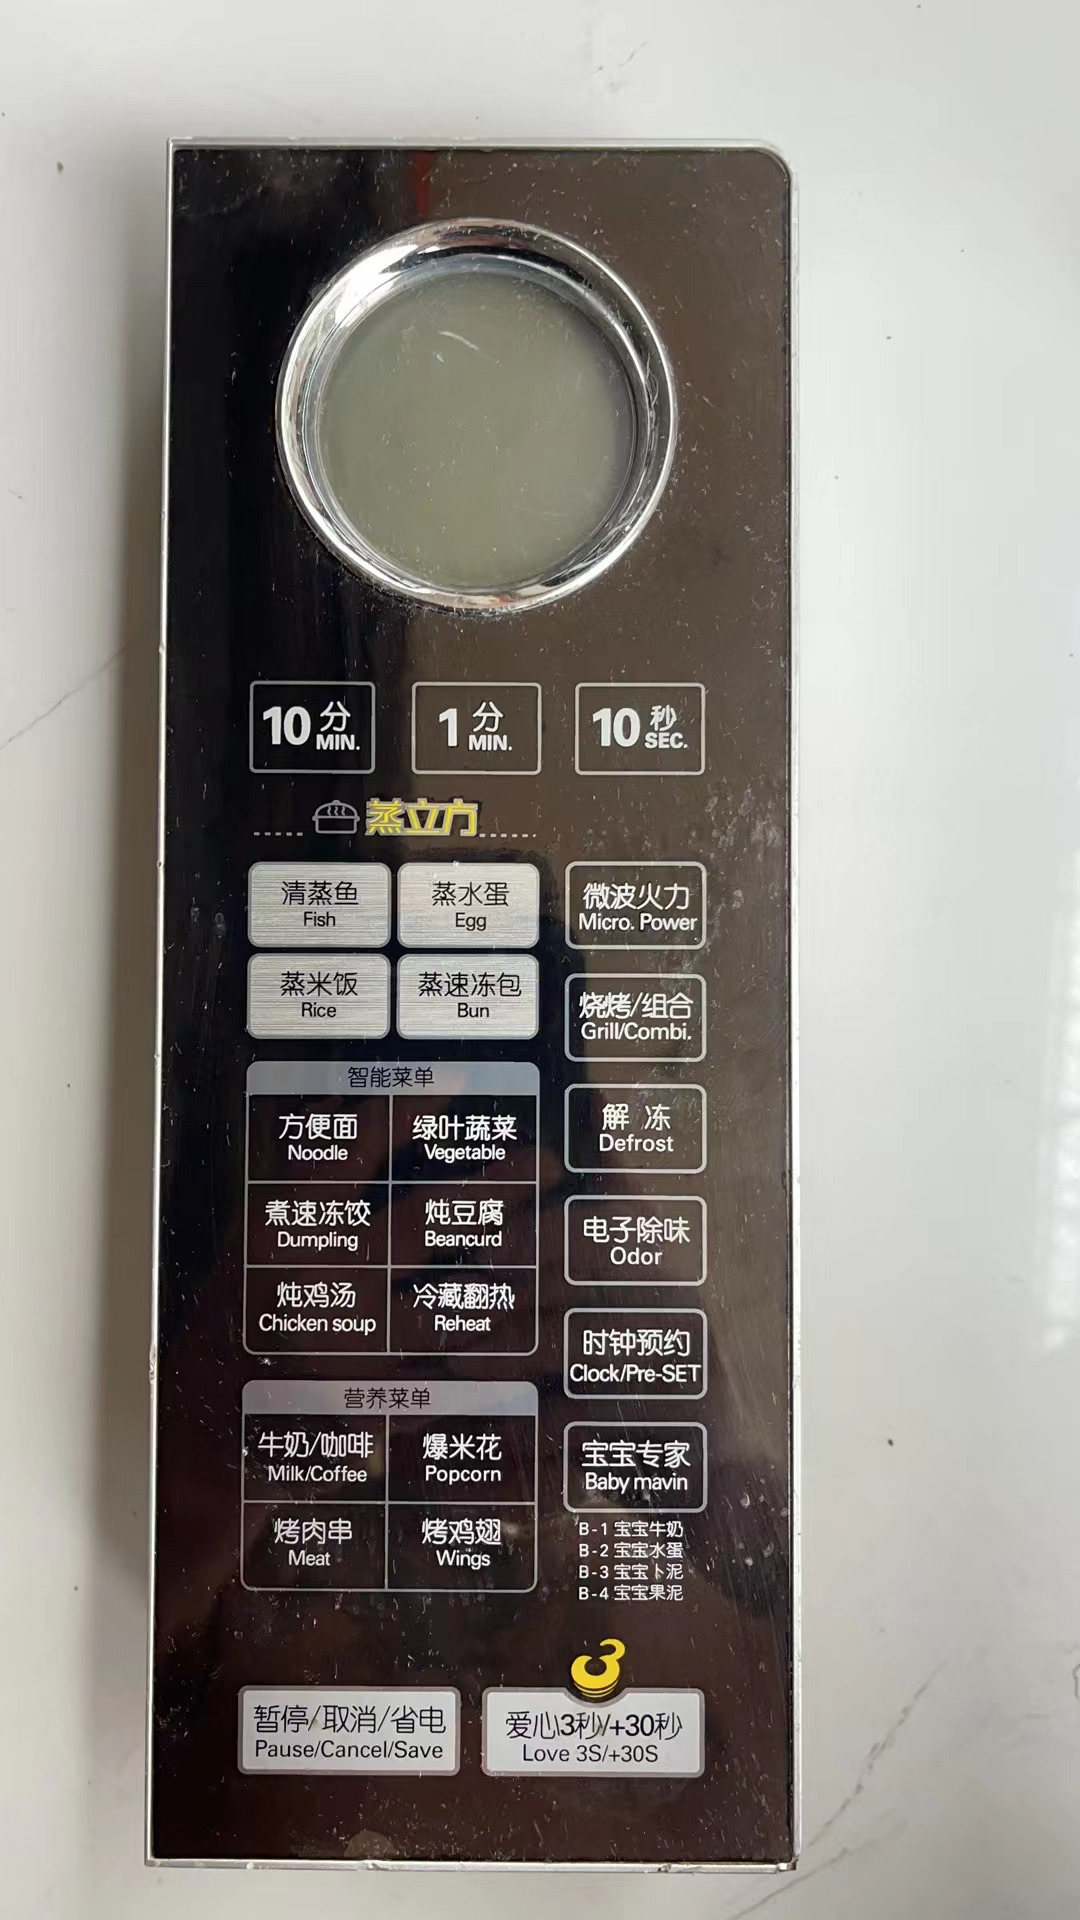 10 分 MIN.
1 分 MIN.
10 秒 SEC.
蒸立方
清蒸鱼
Fish
蒸水蛋
Egg
微波火力
Micro. Power
蒸米饭
Rice
蒸速冻包
Bun
烧烤/组合
Grill/Combi.
智能菜单
方便面
Noodle
绿叶蔬菜
Vegetable
解 冻
Defrost
煮速冻饺
Dumpling
炖豆腐
Beancurd
电子除味
Odor
炖鸡汤
Chicken soup
冷藏翻热
Reheat
时钟预约
Clock/Pre-SET
营养菜单
牛奶/咖啡
Milk/Coffee
爆米花
Popcorn
宝宝专家
Baby mavin
烤肉串
Meat
烤鸡翅
Wings
B-1 宝宝牛奶
B-2 宝宝水蛋
B-3 宝宝卜泥
B-4 宝宝果泥
3
暂停/取消/省电
Pause/Cancel/Save
爱心3秒/+30秒
Love 3S/+30S